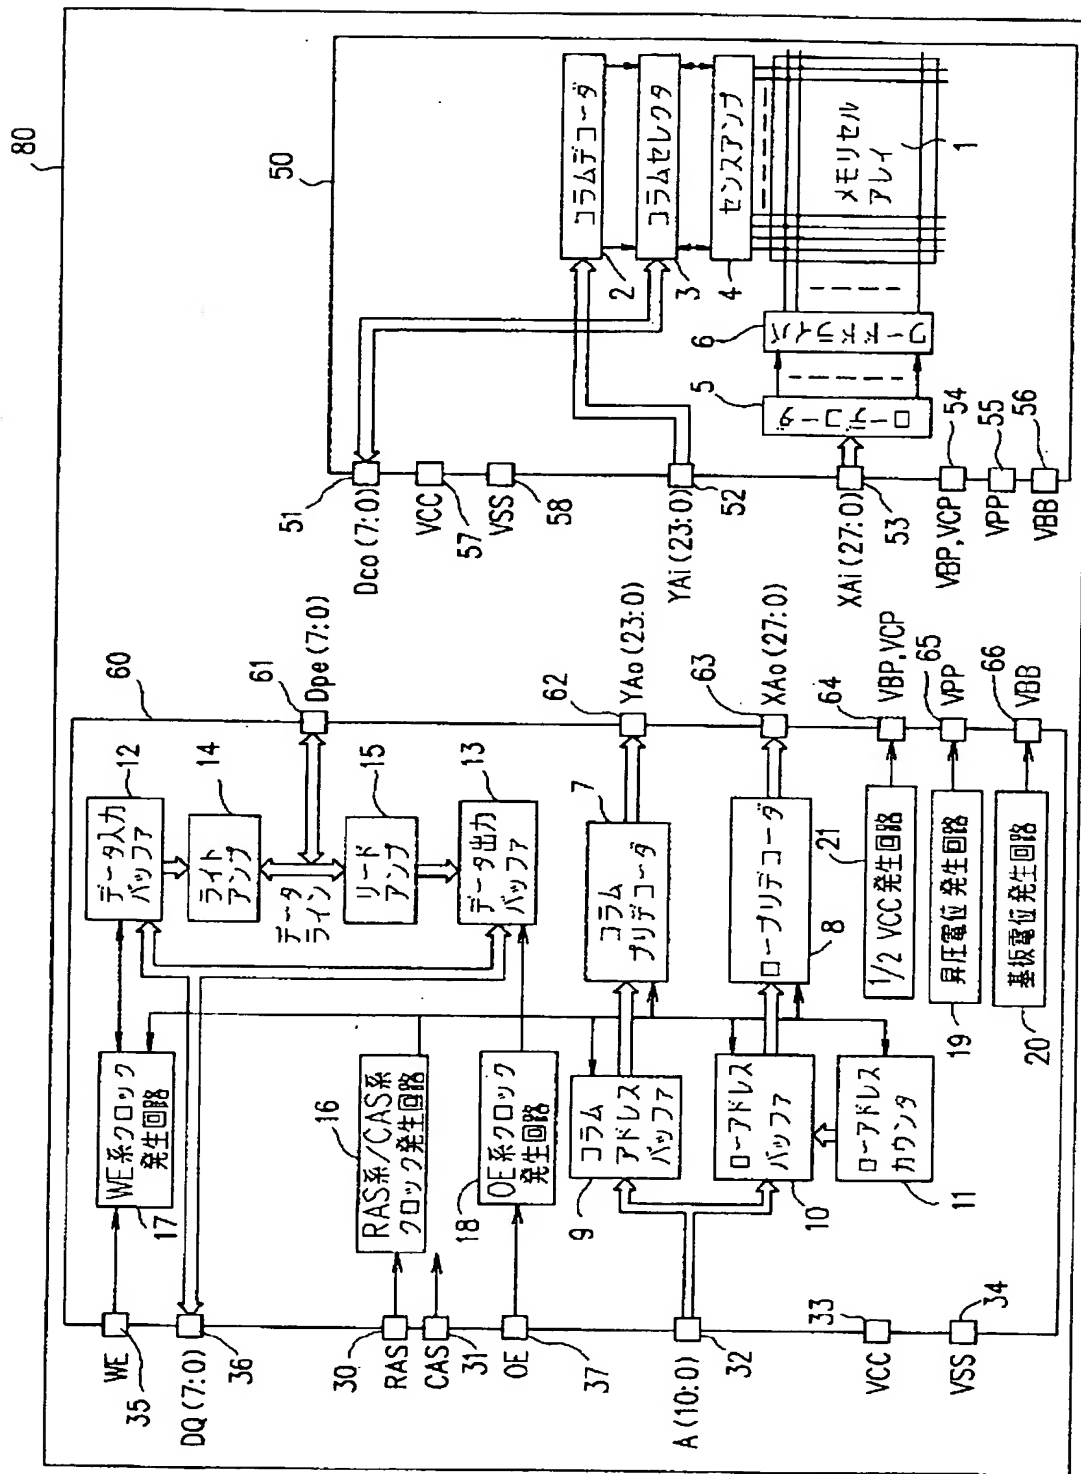 80
60
50
WE
35
DQ (7:0)
36
RAS
30
CAS
31
OE
37
A (10:0)
32
VCC
33
VSS
34
WE系クロック
発生回路
17
RAS系/CAS系
クロック発生回路
16
OE系クロック
発生回路
18
コラム
アドレス
バッファ
9
ローアドレス
バッファ
10
ローアドレス
カウンタ
11
データ入力
バッファ
12
ライト
アンプ
14
データ
ライン
リード
アンプ
15
データ出力
バッファ
13
コラム
プリデコーダ
7
ロープリデコーダ
8
1/2 VCC 発生回路
21
昇圧電位発生回路
19
基板電位発生回路
20
61
Dpe (7:0)
62
YAo (23:0)
63
XAo (27:0)
64
VBP, VCP
65
VPP
66
VBB
51
Dco (7:0)
VCC
57
VSS
58
YAi (23:0)
52
XAi (27:0)
53
VBP, VCP
54
VPP
55
VBB
56
コラムデコーダ
2
コラムセレクタ
3
センスアンプ
4
ローデコーダ
5
ワードドライバ
6
メモリセル
アレイ
1